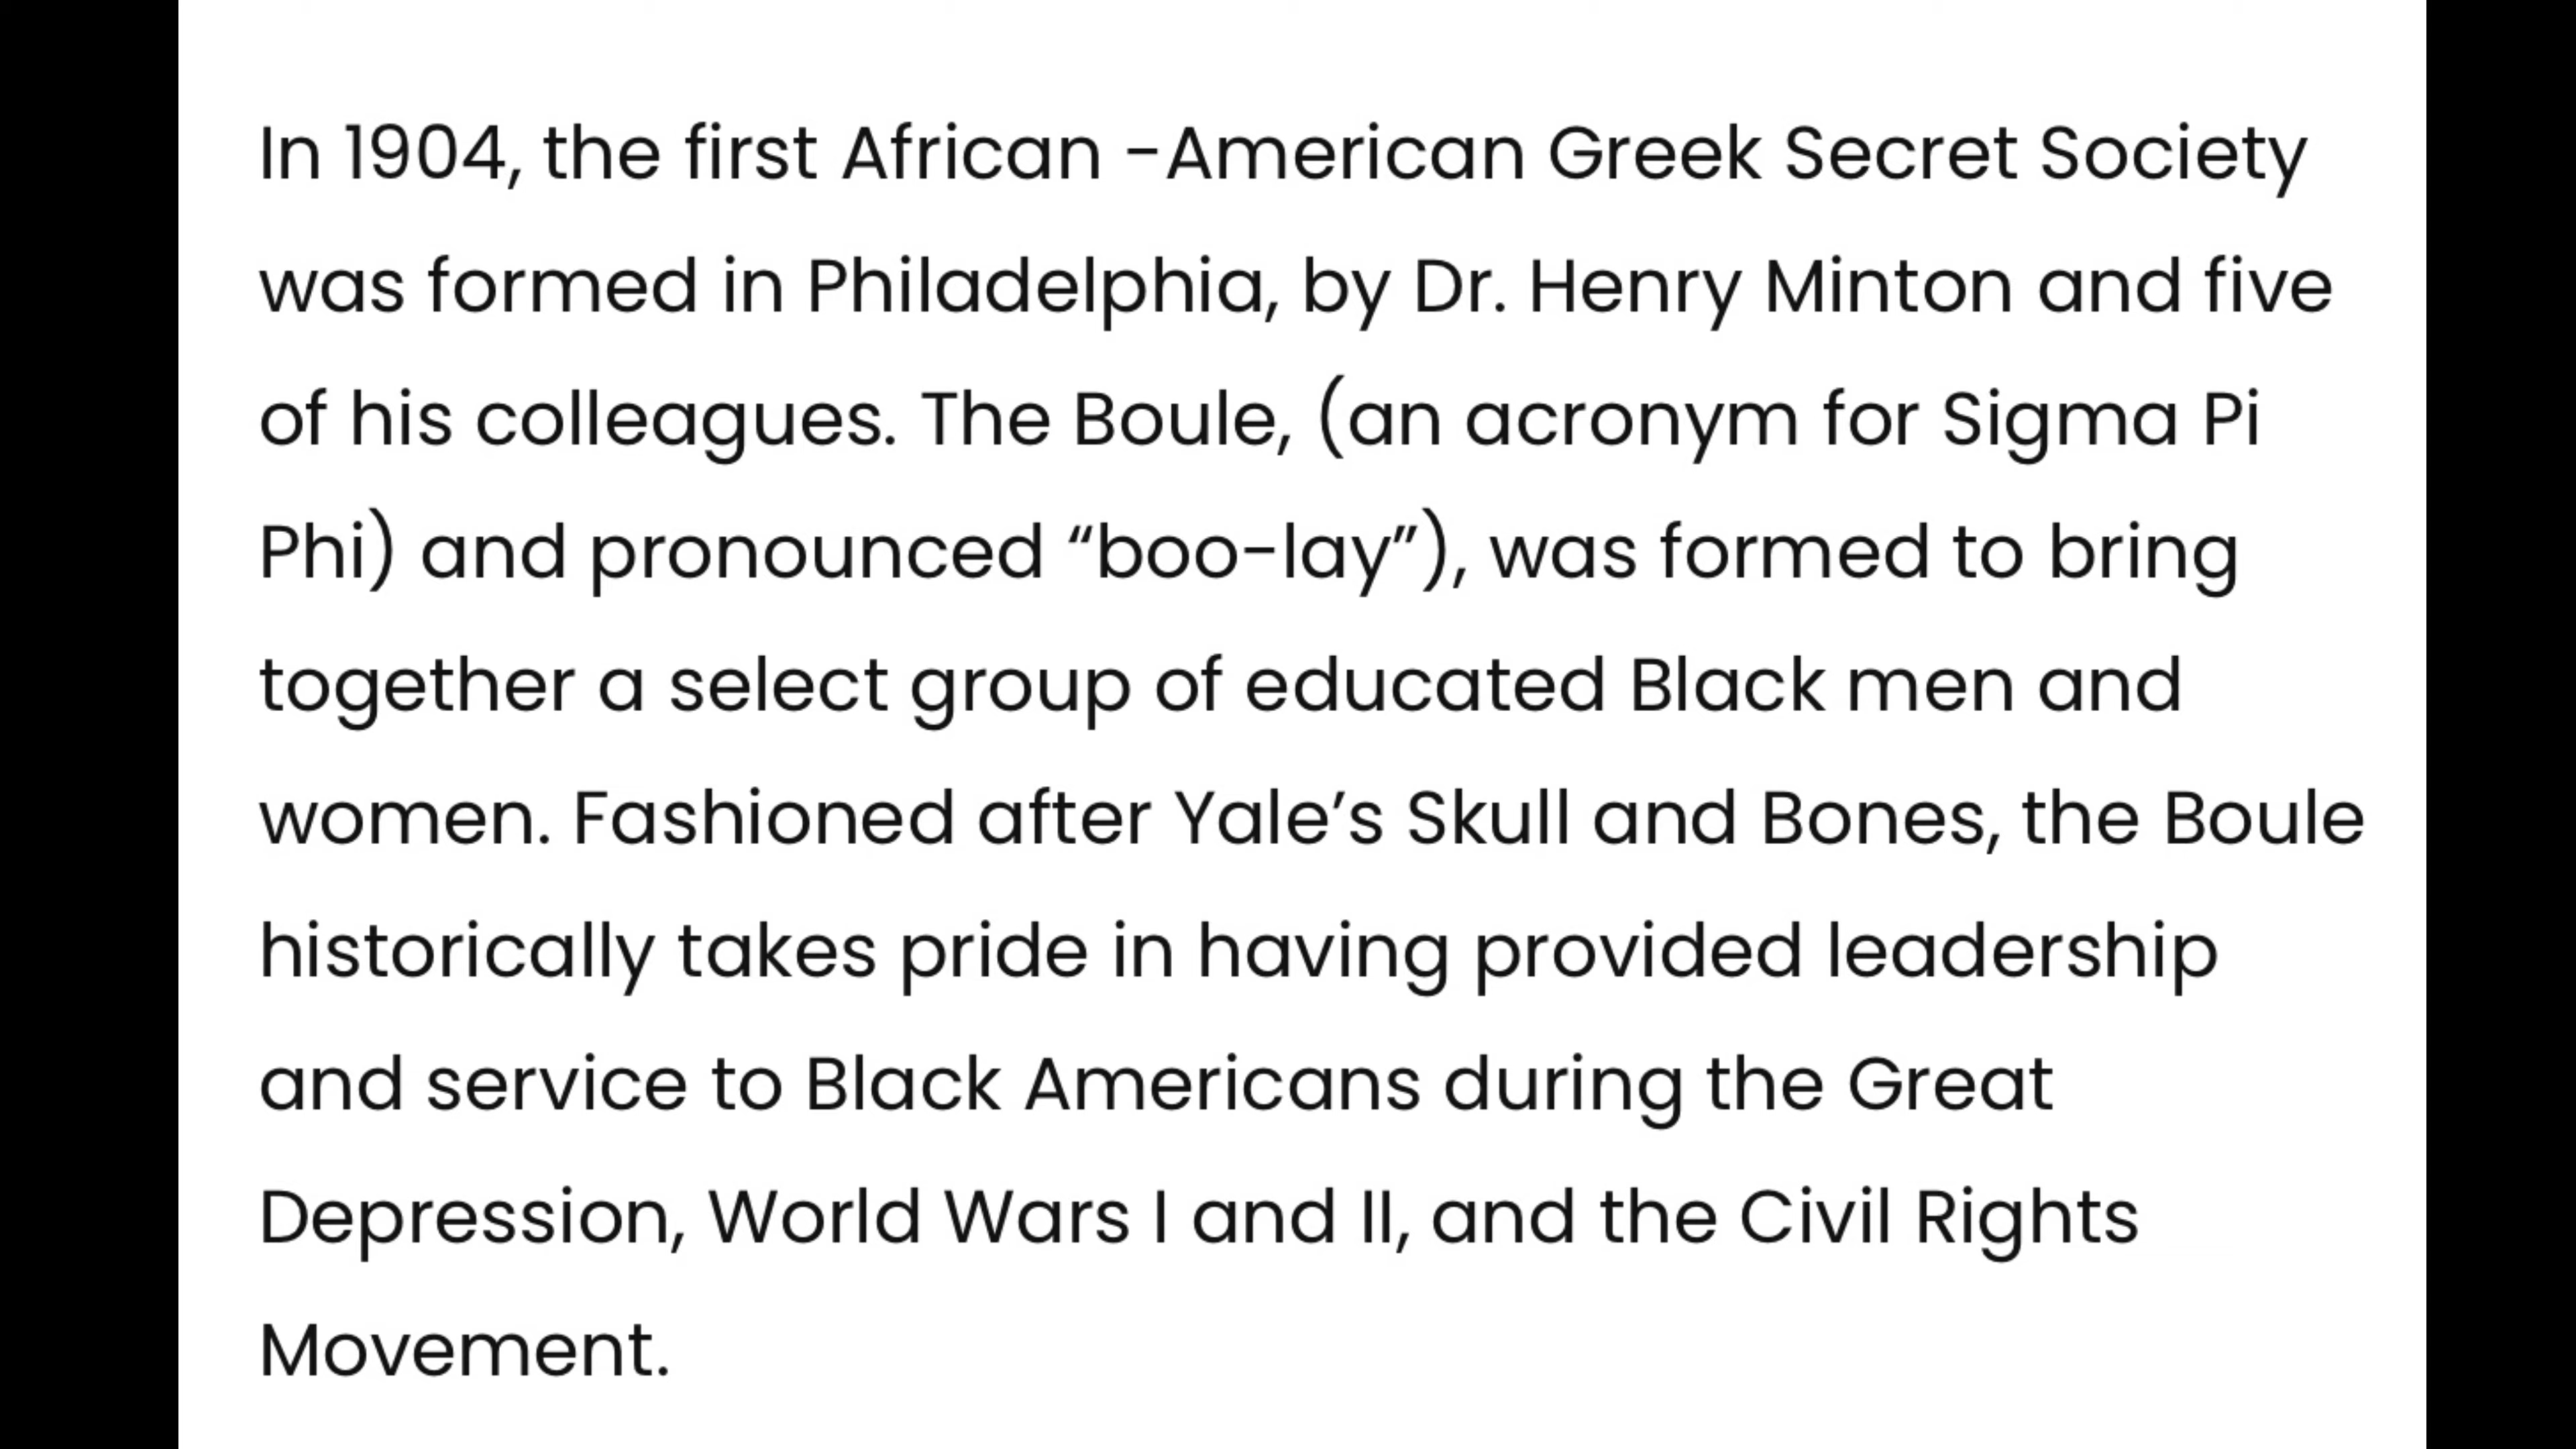 In 1904, the first African -American Greek Secret Society
was formed in Philadelphia, by Dr. Henry Minton and five
of his colleagues. The Boule, (an acronym for Sigma Pi
Phi) and pronounced “boo-lay”), was formed to bring
together a select group of educated Black men and
women. Fashioned after Yale’s Skull and Bones, the Boule
historically takes pride in having provided leadership
and service to Black Americans during the Great
Depression, World Wars I and II, and the Civil Rights
Movement.